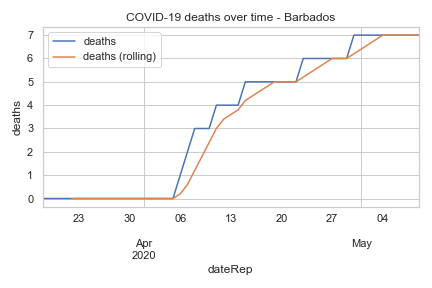 COVID-19 deaths over time - Barbados
deaths
deaths (rolling)
deaths
7
6
5
4
3
2
1
0
23 30 06 13 20 27 04
Apr May
2020
dateRep